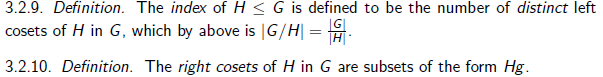 3.2.9. Definition. The index of H ≤ G is defined to be the number of distinct left
cosets of H in G, which by above is |G/H| = |G|/|H|.
3.2.10. Definition. The right cosets of H in G are subsets of the form Hg.